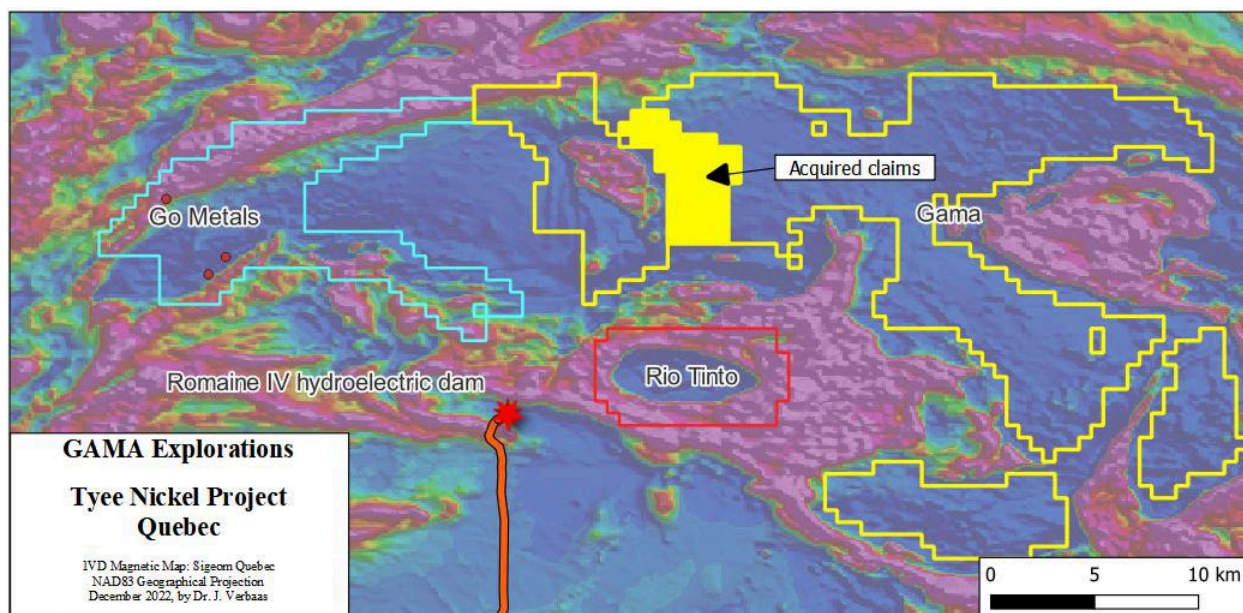 Acquired claims
Go Metals
Gama
Romaine IV hydroelectric dam
Rio Tinto
GAMA Explorations
Tyee Nickel Project
Quebec
IVD Magnetic Map: Sigeom Quebec
NAD83 Geographical Projection
December 2022, by Dr. J. Verbaas
0 5 10 km